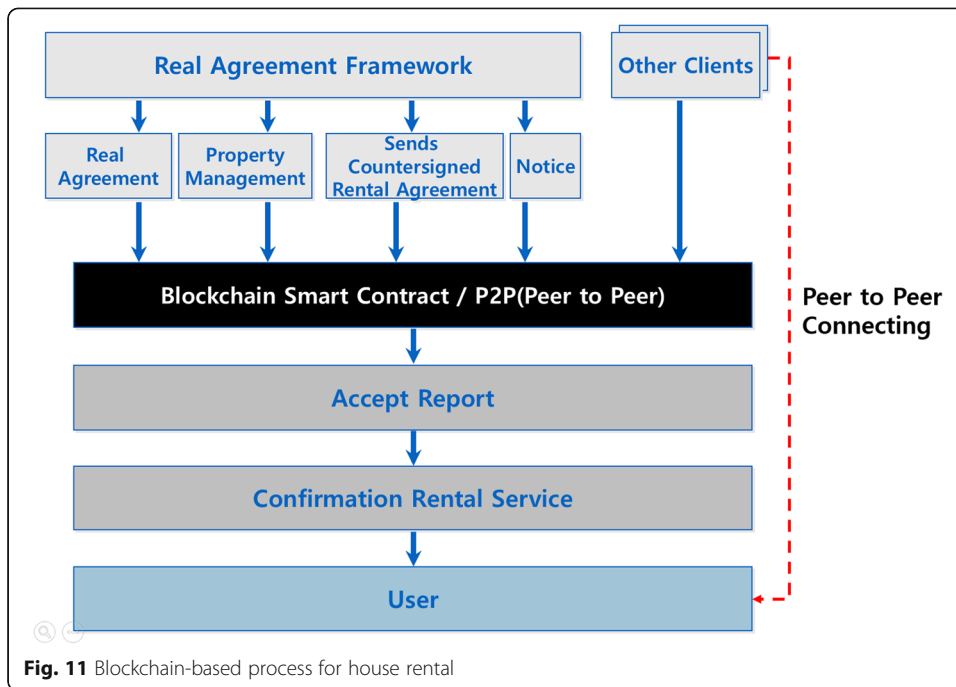 Real Agreement Framework
Other Clients
Real
Agreement
Property
Management
Sends
Countersigned
Rental Agreement
Notice
Blockchain Smart Contract / P2P(Peer to Peer)
Peer to Peer
Connecting
Accept Report
Confirmation Rental Service
User
Fig. 11 Blockchain-based process for house rental